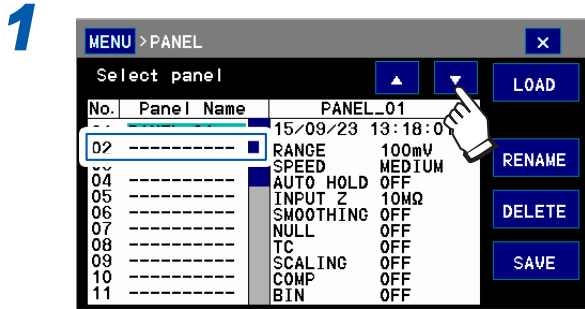 1
MENU > PANEL ×
Select panel ▲ ▼ LOAD
No. Panel Name PANEL_01
15/09/23 13:18:0
02 ----------- RANGE 100mV
SPEED MEDIUM
04 ----------- AUTO HOLD OFF
05 ----------- INPUT Z 10MΩ
06 ----------- SMOOTHING OFF
07 ----------- NULL OFF
08 ----------- TC OFF
09 ----------- SCALING OFF
10 ----------- COMP OFF
11 ----------- BIN OFF
RENAME
DELETE
SAVE